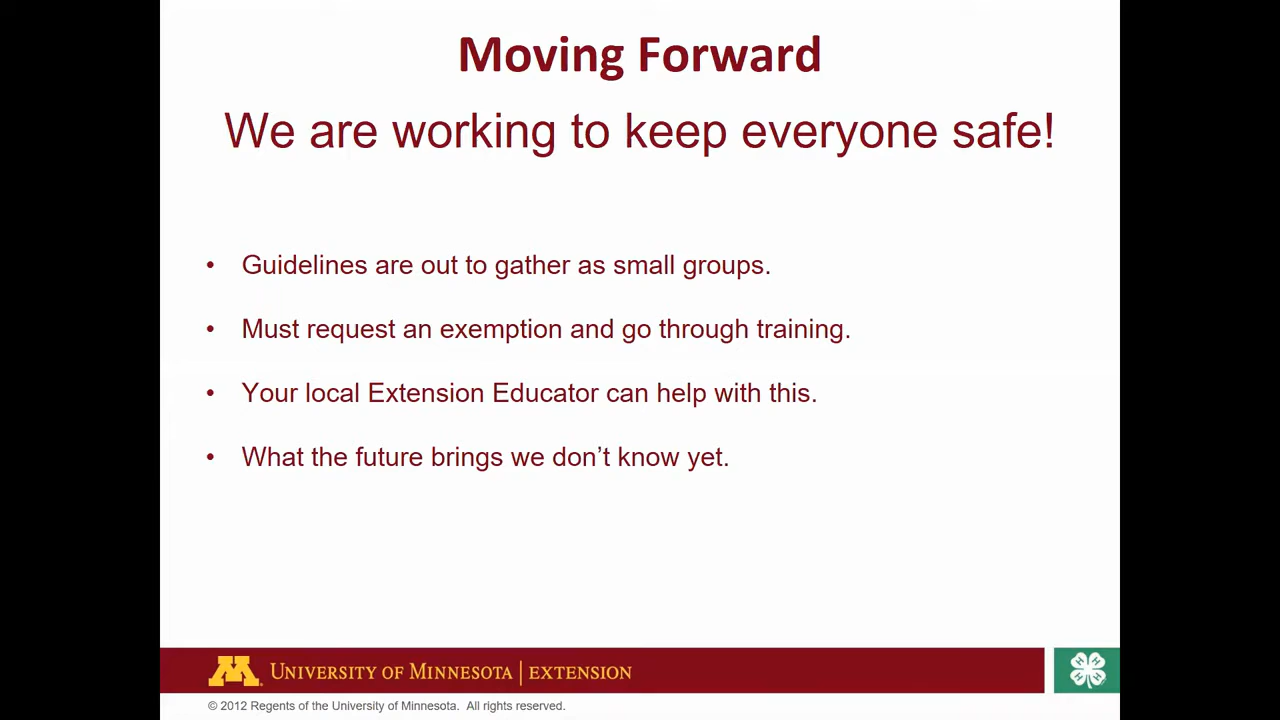 Moving Forward
We are working to keep everyone safe!
• Guidelines are out to gather as small groups.
• Must request an exemption and go through training.
• Your local Extension Educator can help with this.
• What the future brings we don’t know yet.
M UNIVERSITY OF MINNESOTA | EXTENSION
H H H H
© 2012 Regents of the University of Minnesota. All rights reserved.